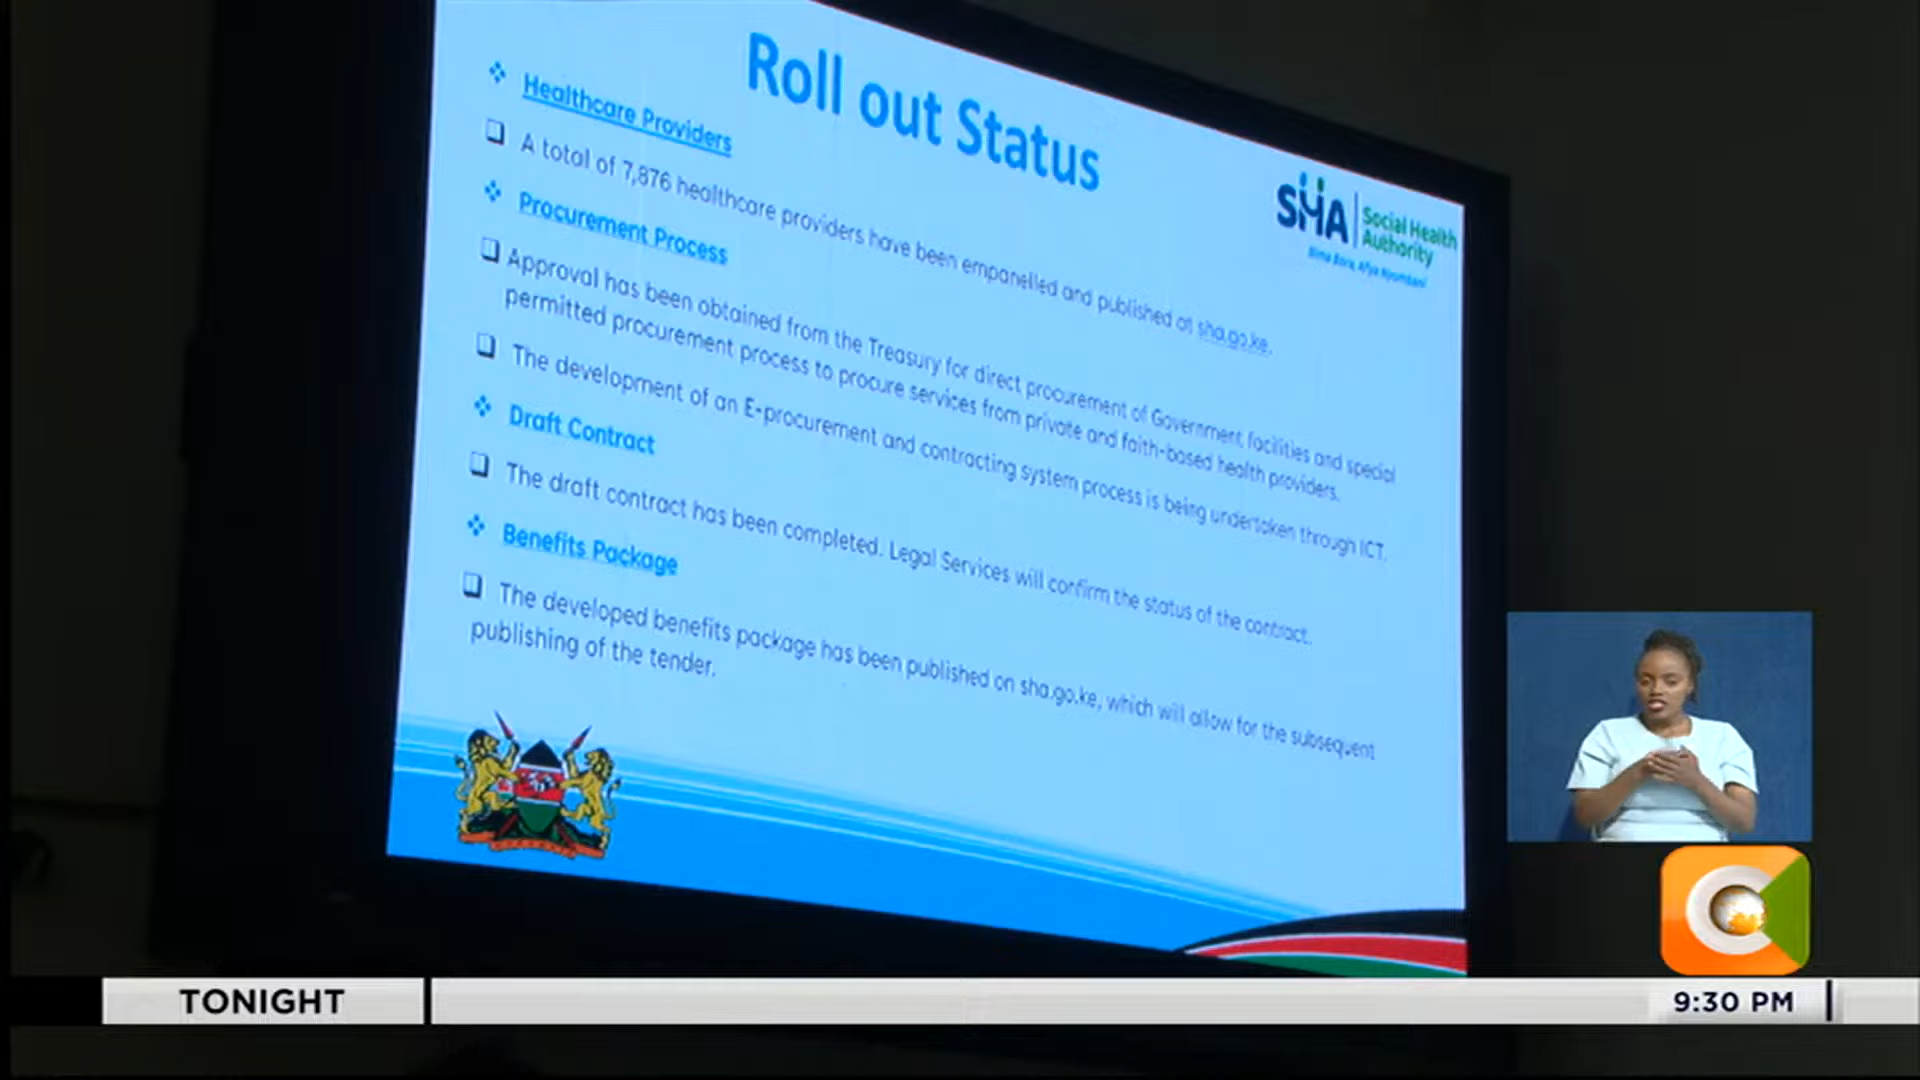 Roll out Status
SHA
Social Health
Authority
Bima Bora, Afya Nyumbani
Healthcare Providers
A total of 7,876 healthcare providers have been empanelled and published at sha.go.ke.
Procurement Process
Approval has been obtained from the Treasury for direct procurement of Government facilities and special
permitted procurement process to procure services from private and faith-based health providers.
The development of an E-procurement and contracting system process is being undertaken through ICT.
Draft Contract
The draft contract has been completed. Legal Services will confirm the status of the contract.
Benefits Package
The developed benefits package has been published on sha.go.ke, which will allow for the subsequent
publishing of the tender.
TONIGHT
9:30 PM